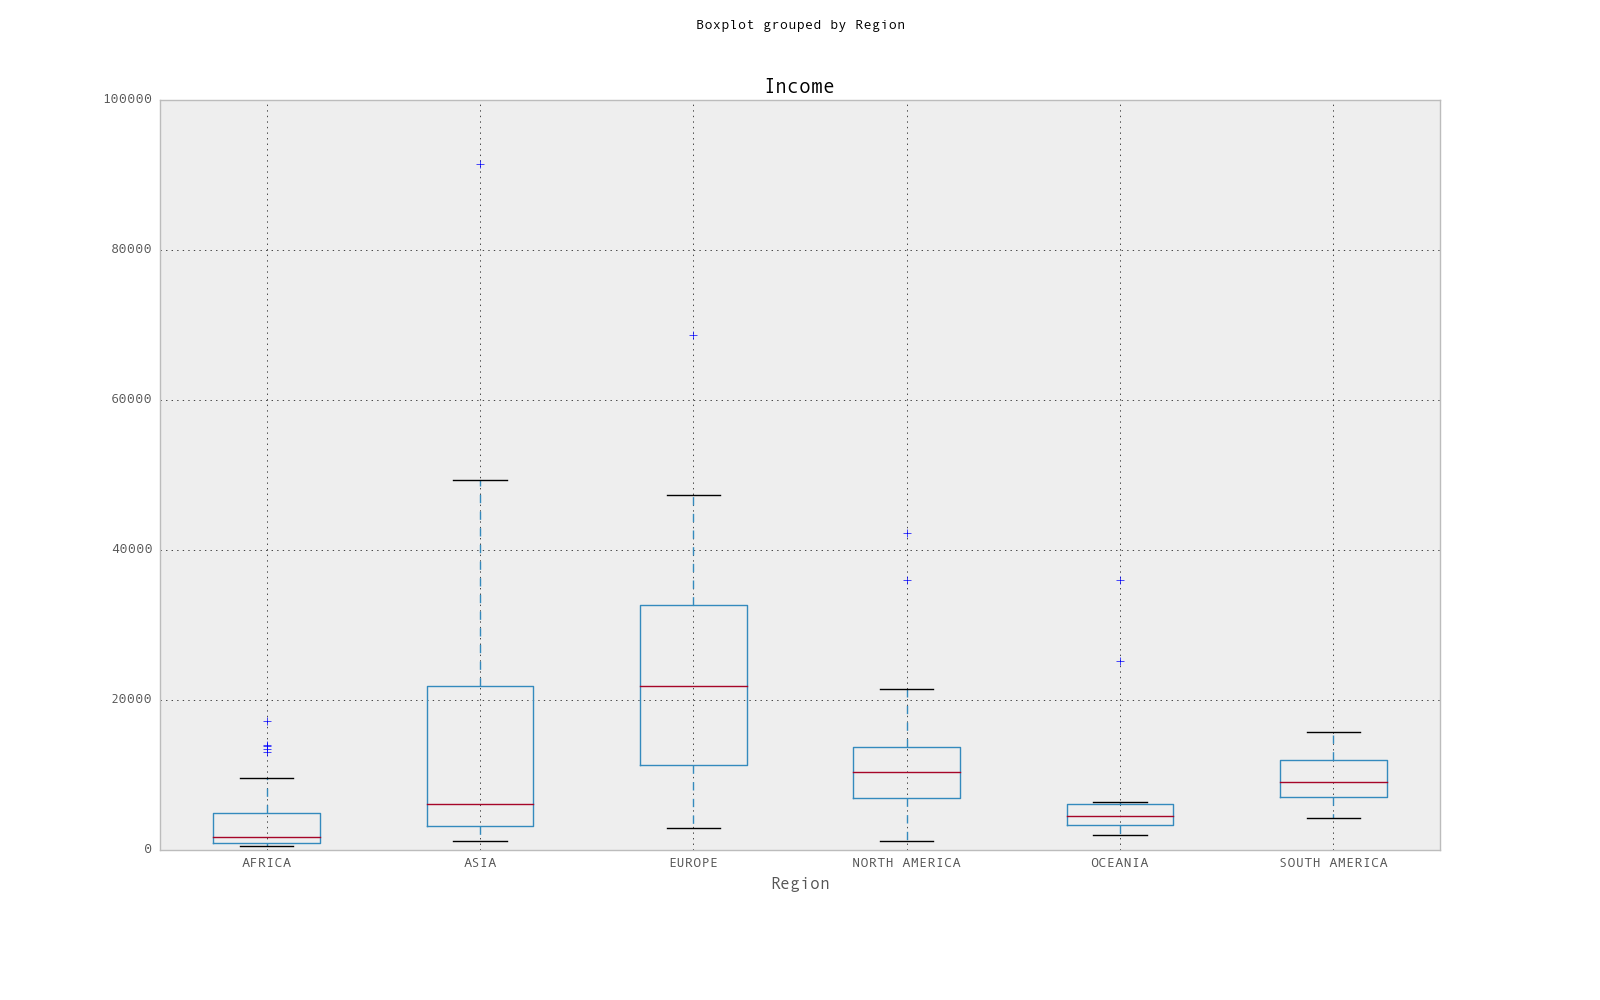 Boxplot grouped by Region
Income
100000
80000
60000
40000
20000
0
AFRICA ASIA EUROPE NORTH AMERICA OCEANIA SOUTH AMERICA
Region